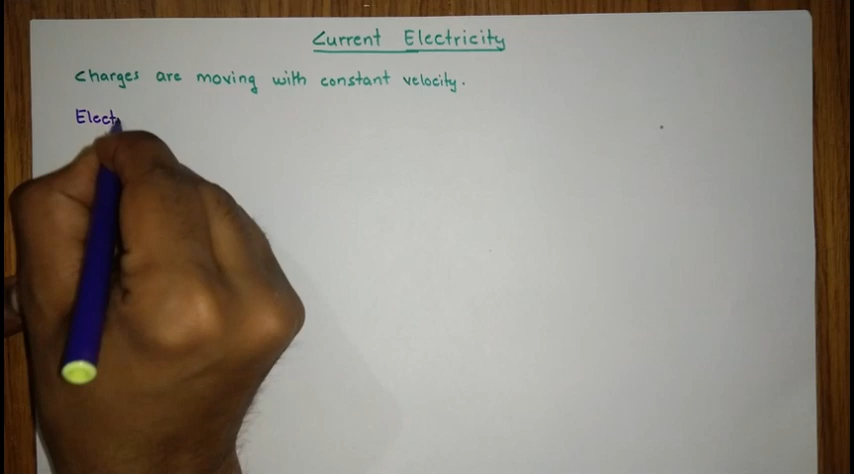 Current Electricity
Charges are moving with constant velocity.
Elect